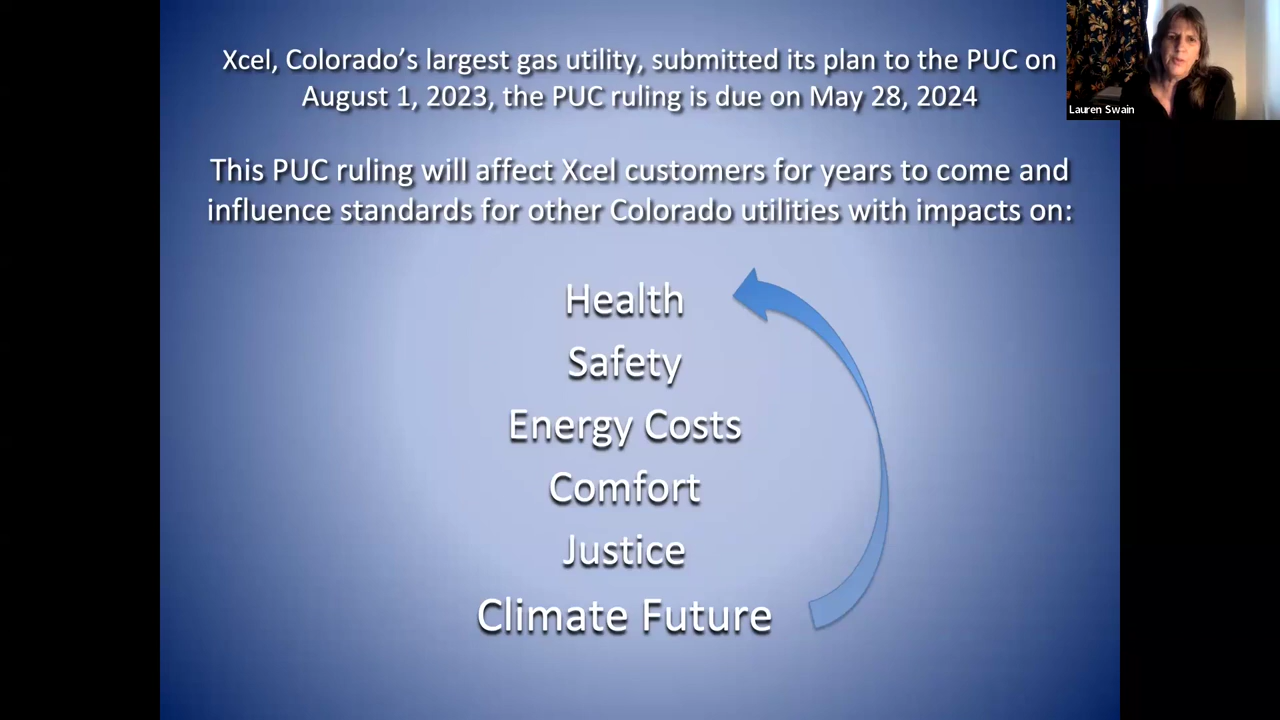 Xcel, Colorado’s largest gas utility, submitted its plan to the PUC on
August 1, 2023, the PUC ruling is due on May 28, 2024
This PUC ruling will affect Xcel customers for years to come and
influence standards for other Colorado utilities with impacts on:
Health
Safety
Energy Costs
Comfort
Justice
Climate Future
Lauren Swain